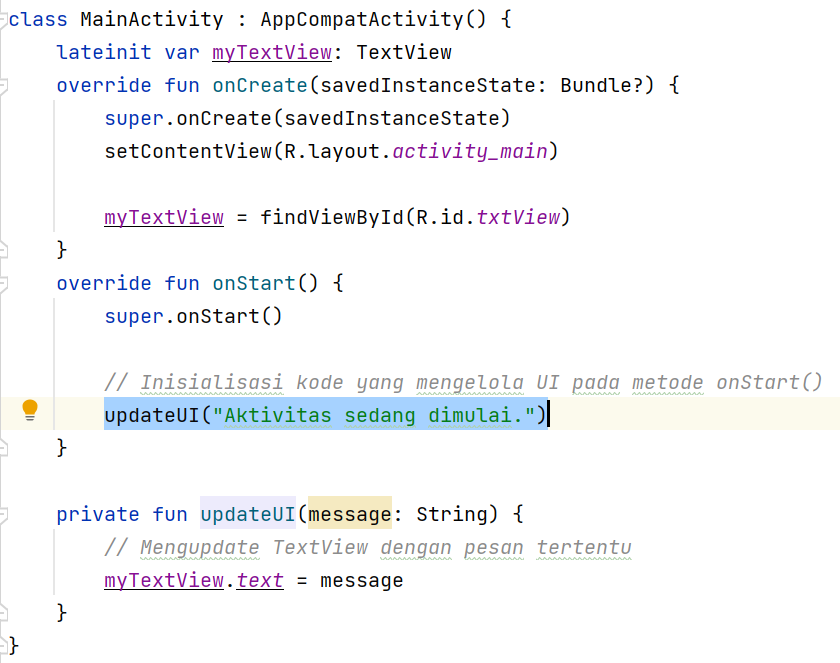 class MainActivity : AppCompatActivity() {
    lateinit var myTextView: TextView
    override fun onCreate(savedInstanceState: Bundle?) {
        super.onCreate(savedInstanceState)
        setContentView(R.layout.activity_main)

        myTextView = findViewById(R.id.txtView)
    }
    override fun onStart() {
        super.onStart()

        // Inisialisasi kode yang mengelola UI pada metode onStart()
        updateUI("Aktivitas sedang dimulai.")
    }

    private fun updateUI(message: String) {
        // Mengupdate TextView dengan pesan tertentu
        myTextView.text = message
    }
}